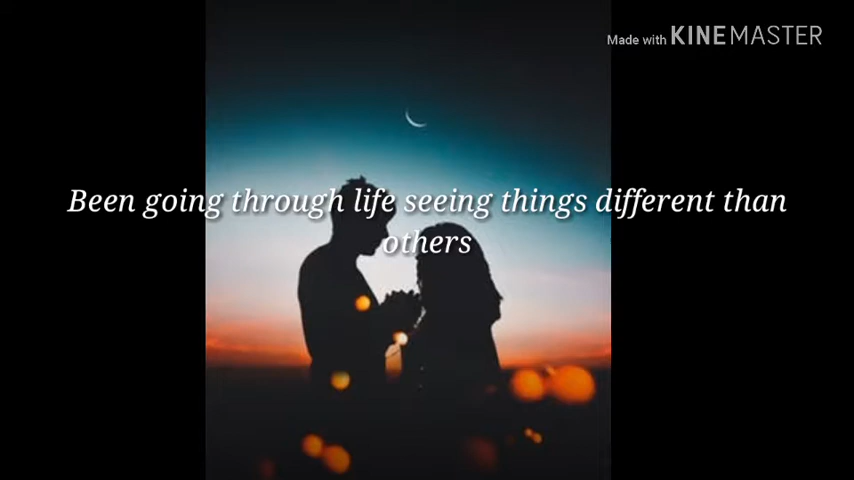 Made with KINEMASTER
Been going through life seeing things different than
others